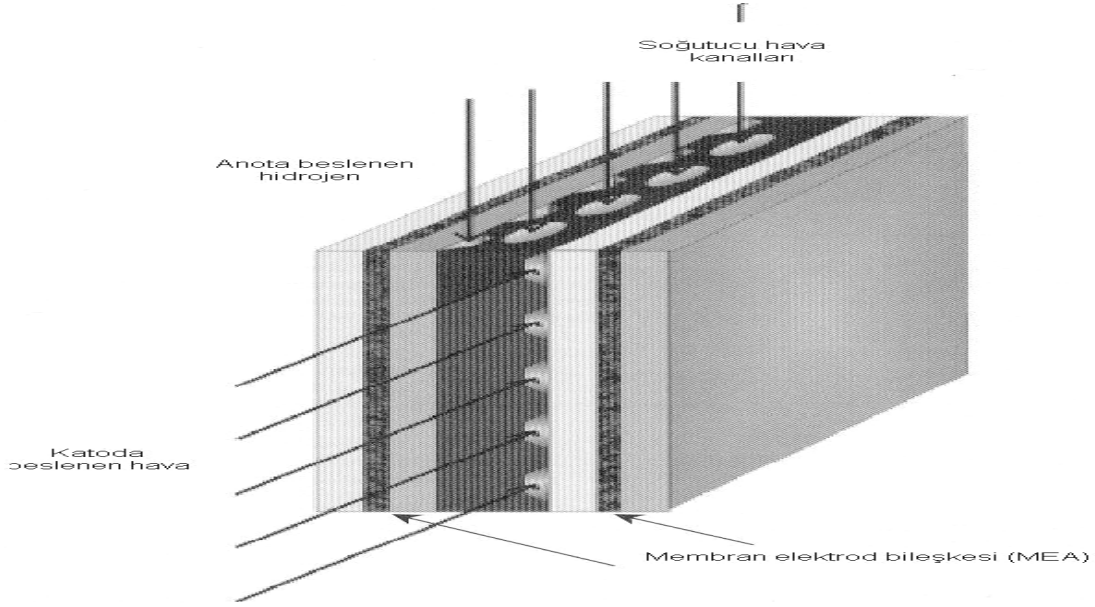 Soğutucu hava
kanalları
Anota beslenen
hidrojen
Katoda
beslenen hava
Membran elektrod bileşkesi (MEA)